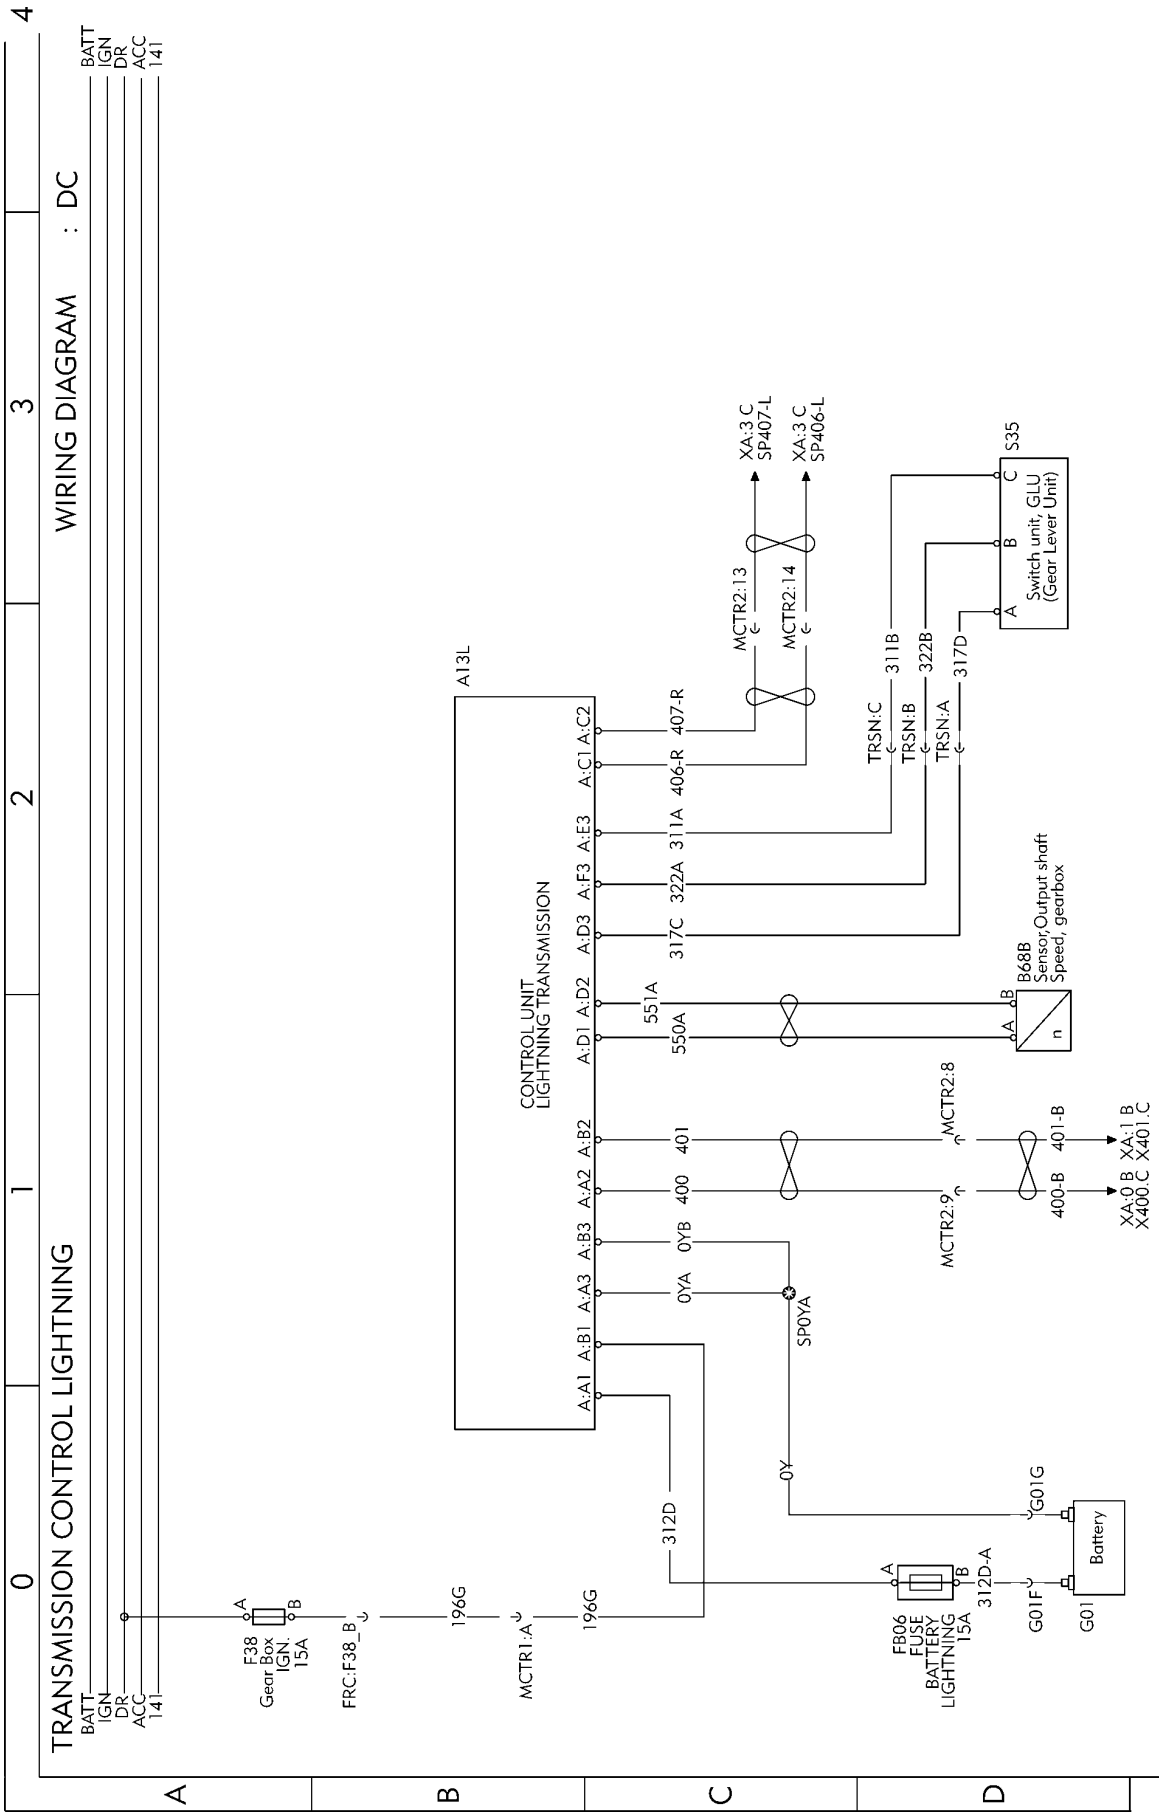 0
1
2
3
4
TRANSMISSION CONTROL LIGHTNING
WIRING DIAGRAM : DC
BATT
IGN
DR
ACC
141
BATT
IGN
DR
ACC
141
A
B
C
D
A
F38
Gear Box
IGN.
15A
B
FRC:F38_B
196G
MCTR1:A
196G
A13L
CONTROL UNIT
LIGHTNING TRANSMISSION
A:A1
A:B1
A:A3
A:B3
A:A2
A:B2
A:D1
A:D2
A:D3
A:F3
A:E3
A:C1
A:C2
312D
0YA
0YB
400
401
550A
551A
317C
322A
311A
406-R
407-R
MCTR2:13
XA:3 C
SP407-L
MCTR2:14
XA:3 C
SP406-L
SP0YA
0Y
TRSN:C
311B
TRSN:B
322B
TRSN:A
317D
A
FB06
FUSE
BATTERY
LIGHTNING
15A
B
312D-A
G01F
G01G
G01
Battery
MCTR2:9
MCTR2:8
400-B
401-B
XA:0 B
X400.C
XA:1 B
X401.C
A
B
n
B68B
Sensor,Output shaft
Speed, gearbox
A
B
C
S35
Switch unit, GLU
(Gear Lever Unit)